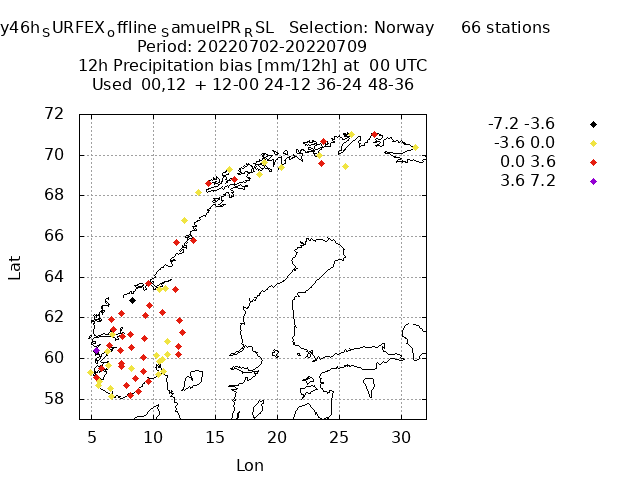 y46h_SURFEX_offline_SamuelPR_RSL Selection: Norway 66 stations
Period: 20220702-20220709
12h Precipitation bias [mm/12h] at 00 UTC
Used 00,12 + 12-00 24-12 36-24 48-36
-7.2 -3.6
-3.6 0.0
0.0 3.6
3.6 7.2
72
70
68
66
64
62
60
58
Lat
5 10 15 20 25 30
Lon